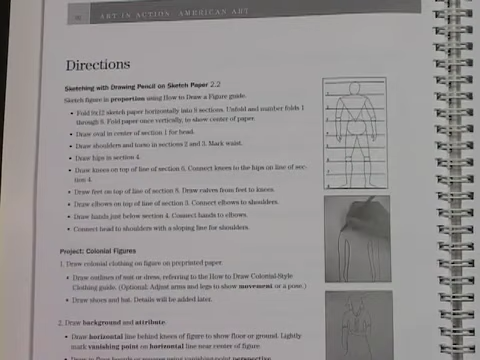 ART IN ACTION: AMERICAN ART
Directions
Sketching with Drawing Pencil on Sketch Paper 2.2
Sketch figure in proportion using How to Draw a Figure guide.
• Fold 9x12 sketch paper horizontally into 8 sections. Unfold and number folds 1
through 8. Fold paper once vertically, to show center of paper.
• Draw oval in center of section 1 for head.
• Draw shoulders and torso in sections 2 and 3. Mark waist.
• Draw hips in section 4.
• Draw knees on top of line of section 6. Connect knees to the hips on line of sec-
tion 4.
• Draw feet on top of line of section 8. Draw calves from feet to knees.
• Draw elbows on top of line of section 3. Connect elbows to shoulders.
• Draw hands just below section 4. Connect hands to elbows.
• Connect head to shoulders with a sloping line for shoulders.
Project: Colonial Figures
1. Draw colonial clothing on figure on preprinted paper.
• Draw outlines of suit or dress, referring to the How to Draw Colonial-Style
Clothing guide. (Optional: Adjust arms and legs to show movement or a pose.)
• Draw shoes and hat. Details will be added later.
2. Draw background and attribute.
• Draw horizontal line behind knees of figure to show floor or ground. Lightly
mark vanishing point on horizontal line near center of figure.
using vanishing point perspective